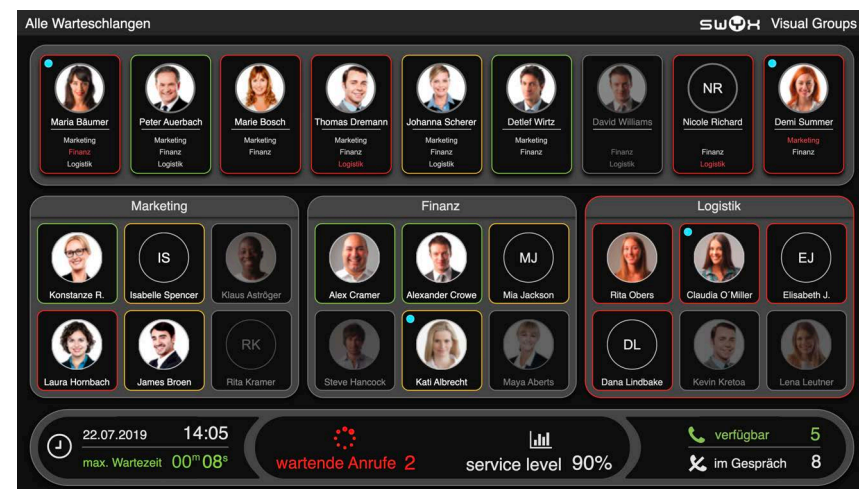 Alle Warteschlangen
swyx Visual Groups
Maria Bäumer
Marketing
Finanz
Logistik
Peter Auerbach
Marketing
Finanz
Logistik
Marie Bosch
Marketing
Finanz
Thomas Dremann
Marketing
Finanz
Logistik
Johanna Scherer
Marketing
Finanz
Logistik
Detlef Wirtz
Marketing
Finanz
David Williams
Finanz
Logistik
NR
Nicole Richard
Finanz
Logistik
Demi Summer
Marketing
Finanz
Marketing
Konstanze R.
IS
Isabelle Spencer
Klaus Aströger
Laura Hornbach
James Broen
RK
Rita Kramer
Finanz
Alex Cramer
Alexander Crowe
MJ
Mia Jackson
Steve Hancock
Kati Albrecht
Maya Aberts
Logistik
Rita Obers
Claudia O´Miller
EJ
Elisabeth J.
DL
Dana Lindbake
Kevin Kretoa
Lena Leutner
22.07.2019 14:05
max. Wartezeit 00m08s
wartende Anrufe 2
service level 90%
verfügbar 5
im Gespräch 8